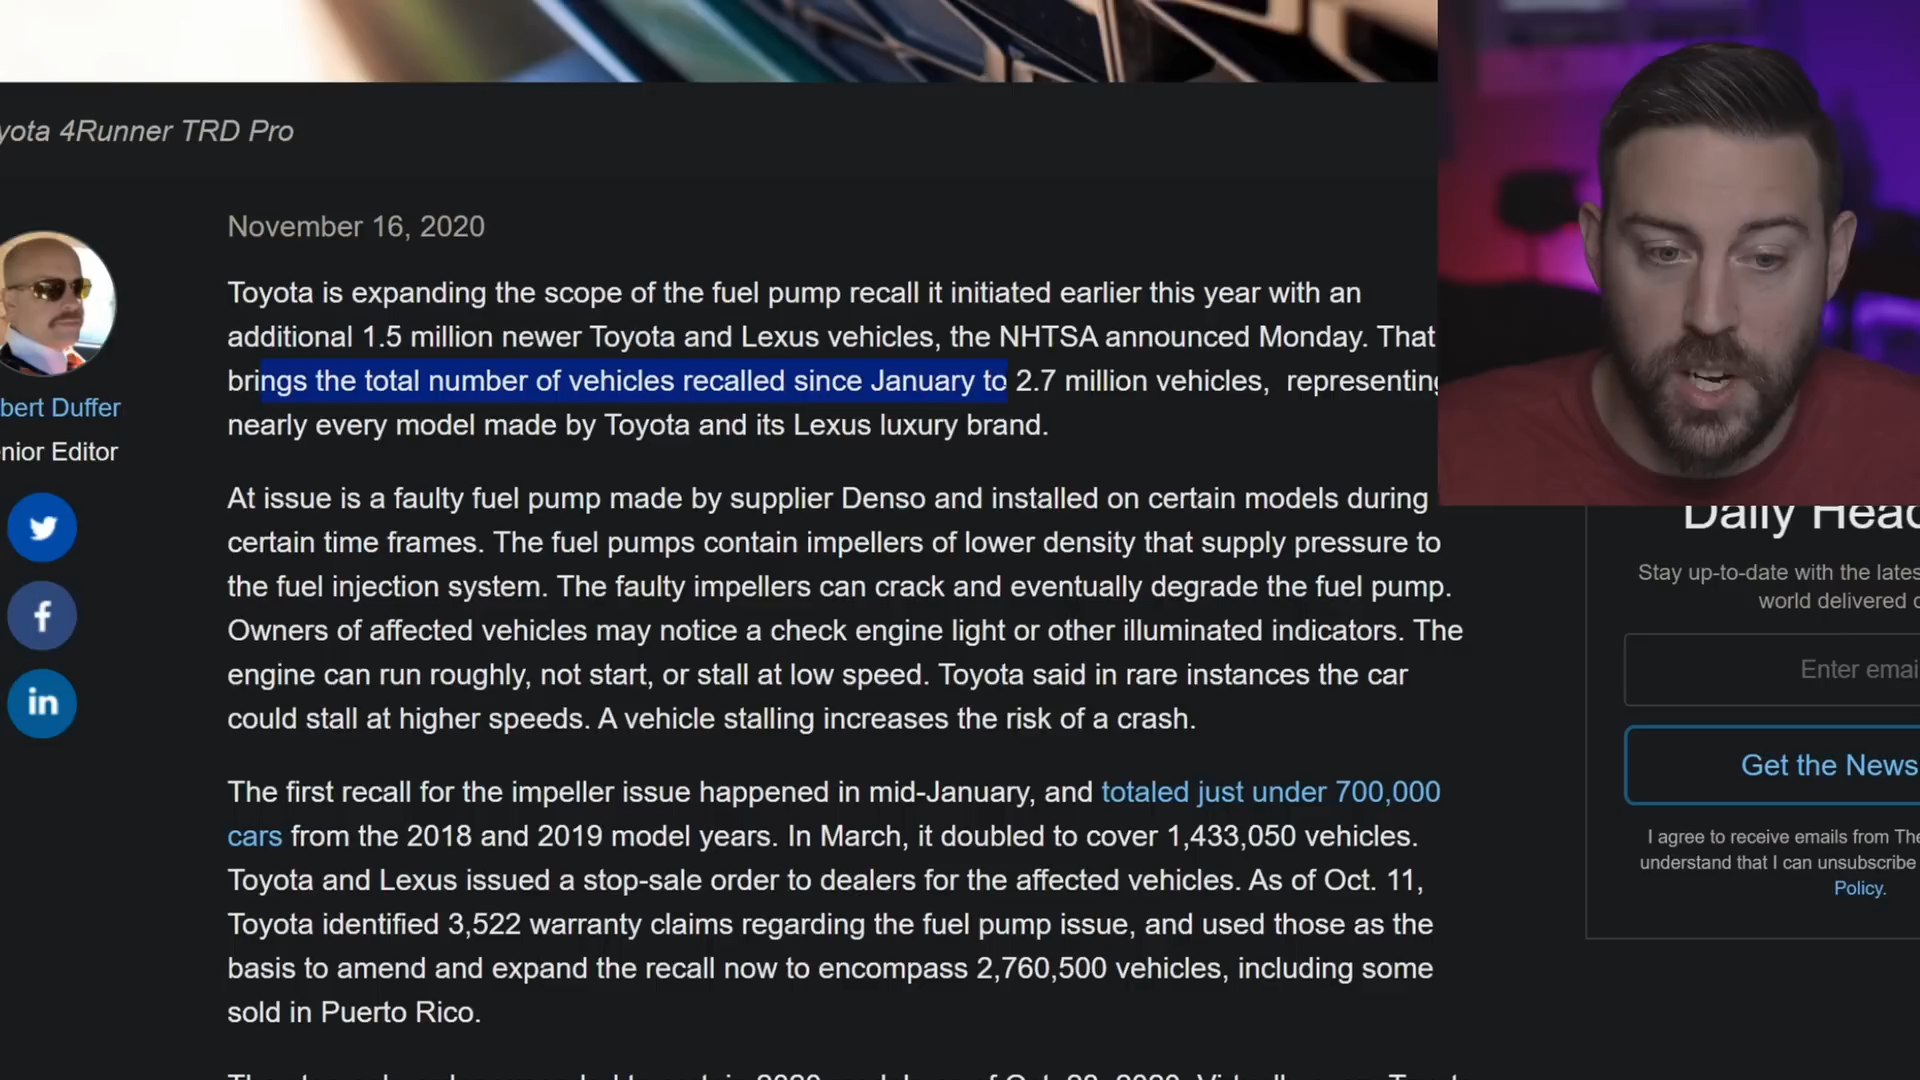 yota 4Runner TRD Pro
November 16, 2020
Toyota is expanding the scope of the fuel pump recall it initiated earlier this year with an
additional 1.5 million newer Toyota and Lexus vehicles, the NHTSA announced Monday. That
brings the total number of vehicles recalled since January to 2.7 million vehicles, representing
nearly every model made by Toyota and its Lexus luxury brand.
bert Duffer
nior Editor
At issue is a faulty fuel pump made by supplier Denso and installed on certain models during
certain time frames. The fuel pumps contain impellers of lower density that supply pressure to
the fuel injection system. The faulty impellers can crack and eventually degrade the fuel pump.
Owners of affected vehicles may notice a check engine light or other illuminated indicators. The
engine can run roughly, not start, or stall at low speed. Toyota said in rare instances the car
could stall at higher speeds. A vehicle stalling increases the risk of a crash.
The first recall for the impeller issue happened in mid-January, and totaled just under 700,000
cars from the 2018 and 2019 model years. In March, it doubled to cover 1,433,050 vehicles.
Toyota and Lexus issued a stop-sale order to dealers for the affected vehicles. As of Oct. 11,
Toyota identified 3,522 warranty claims regarding the fuel pump issue, and used those as the
basis to amend and expand the recall now to encompass 2,760,500 vehicles, including some
sold in Puerto Rico.
Daily Head
Stay up-to-date with the lates
world delivered
Enter emai
Get the News
I agree to receive emails from The
understand that I can unsubscribe
Policy.